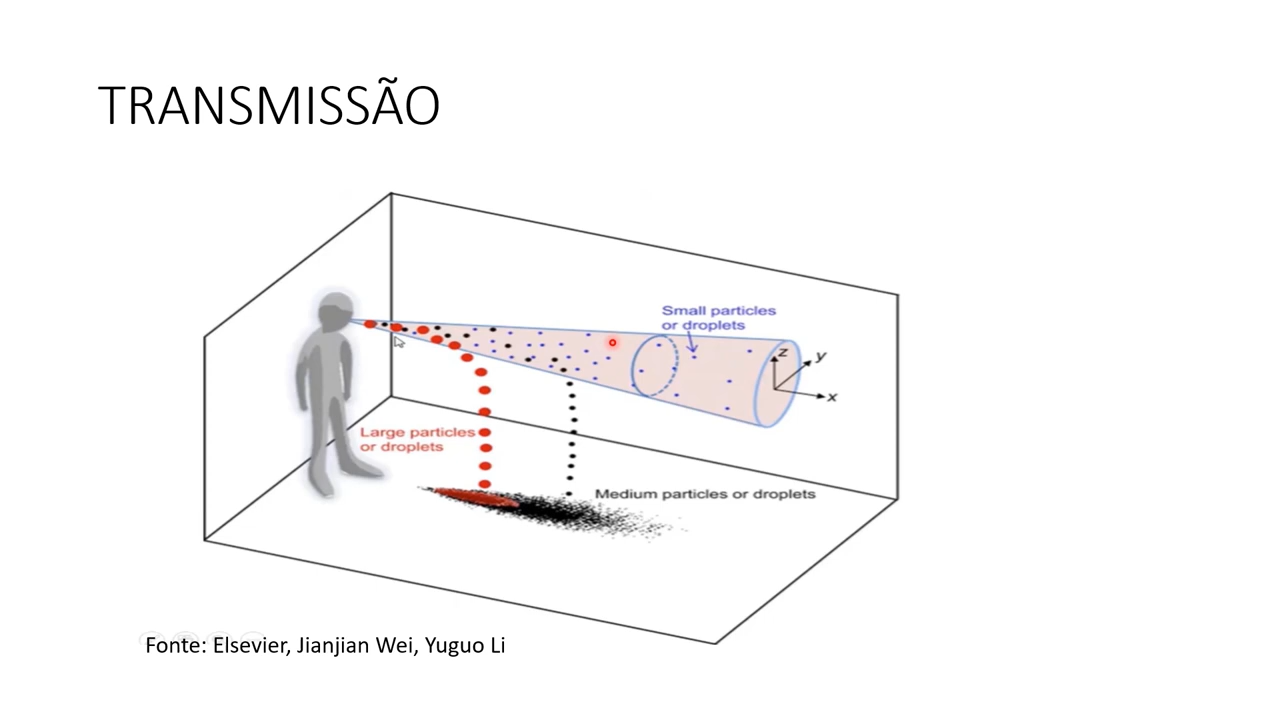 TRANSMISSÃO
Small particles
or droplets
z
y
x
Large particles
or droplets
Medium particles or droplets
Fonte: Elsevier, Jianjian Wei, Yuguo Li